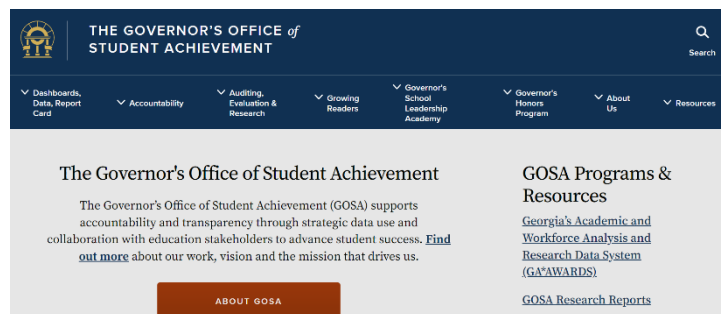 THE GOVERNOR'S OFFICE of
STUDENT ACHIEVEMENT
Search
Dashboards,
Data, Report
Card
Accountability
Auditing,
Evaluation &
Research
Growing
Readers
Governor's
School
Leadership
Academy
Governor's
Honors
Program
About
Us
Resources
The Governor's Office of Student Achievement
The Governor's Office of Student Achievement (GOSA) supports
accountability and transparency through strategic data use and
collaboration with education stakeholders to advance student success. Find
out more about our work, vision and the mission that drives us.
ABOUT GOSA
GOSA Programs &
Resources
Georgia's Academic and
Workforce Analysis and
Research Data System
(GA*AWARDS)
GOSA Research Reports